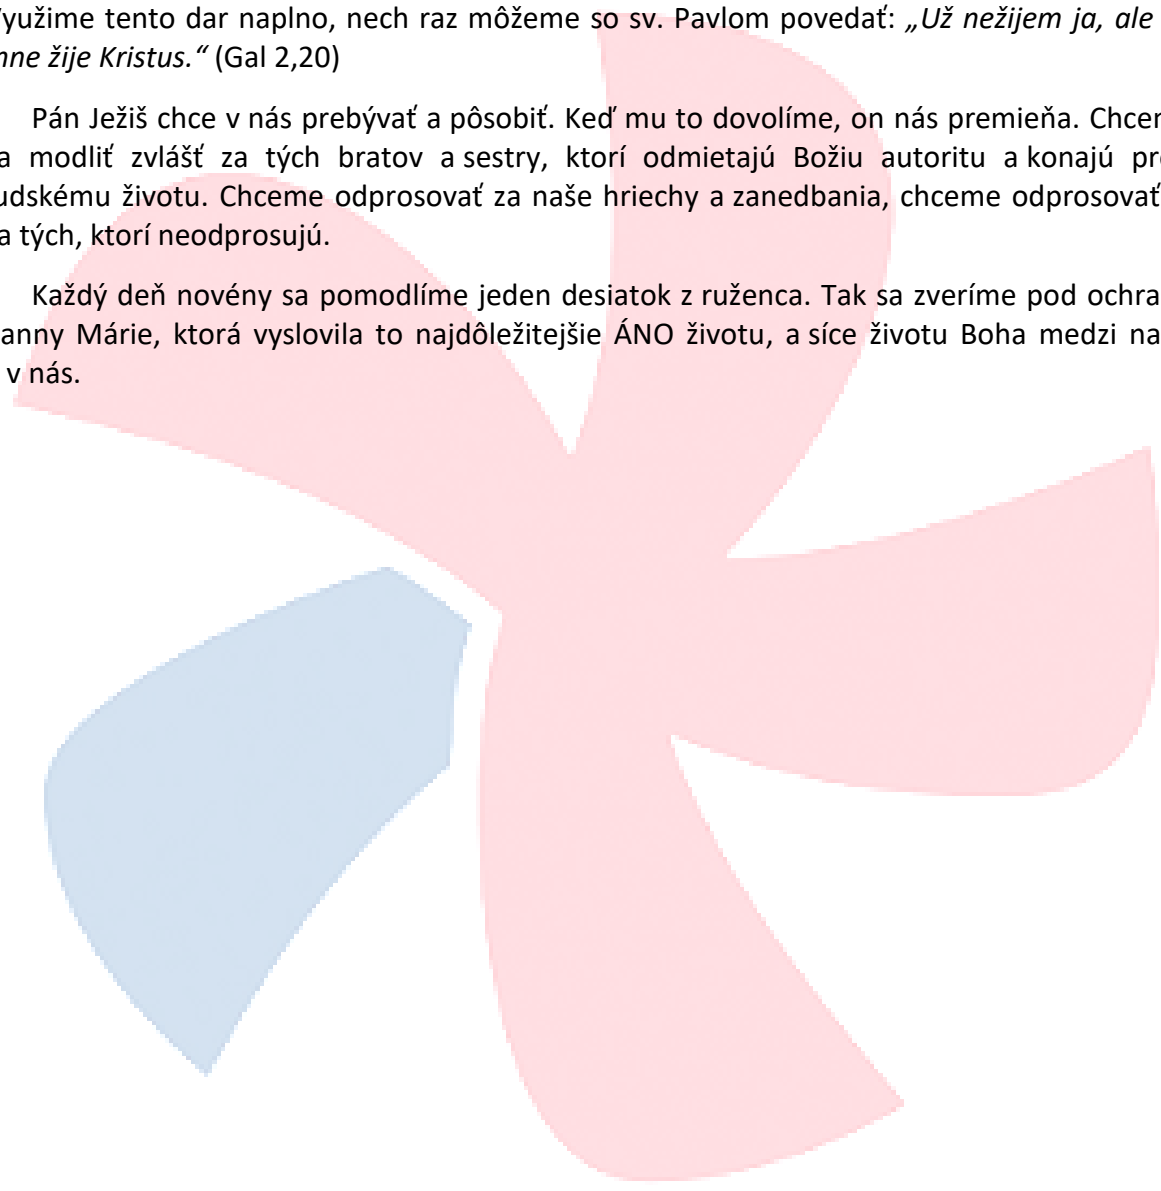 yužime tento dar naplno, nech raz môžeme so sv. Pavlom povedať: „Už nežijem ja, ale
nne žije Kristus.“ (Gal 2,20)
Pán Ježiš chce v nás prebývať a pôsobiť. Keď mu to dovolíme, on nás premieňa. Chcem
a modliť zvlášť za tých bratov a sestry, ktorí odmietajú Božiu autoritu a konajú pro
udskému životu. Chceme odprosovať za naše hriechy a zanedbania, chceme odprosovať
a tých, ktorí neodprosujú.
Každý deň novény sa pomodlíme jeden desiatok z ruženca. Tak sa zveríme pod ochra
anny Márie, ktorá vyslovila to najdôležitejšie ÁNO životu, a síce životu Boha medzi na
v nás.